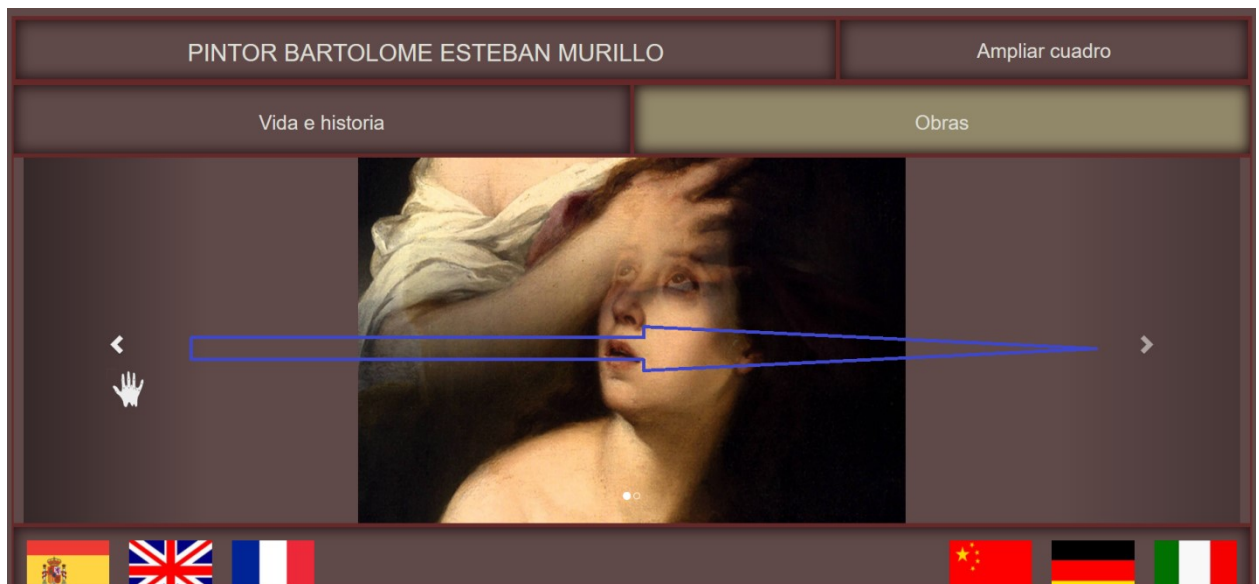 PINTOR BARTOLOME ESTEBAN MURILLO
Ampliar cuadro
Vida e historia
Obras